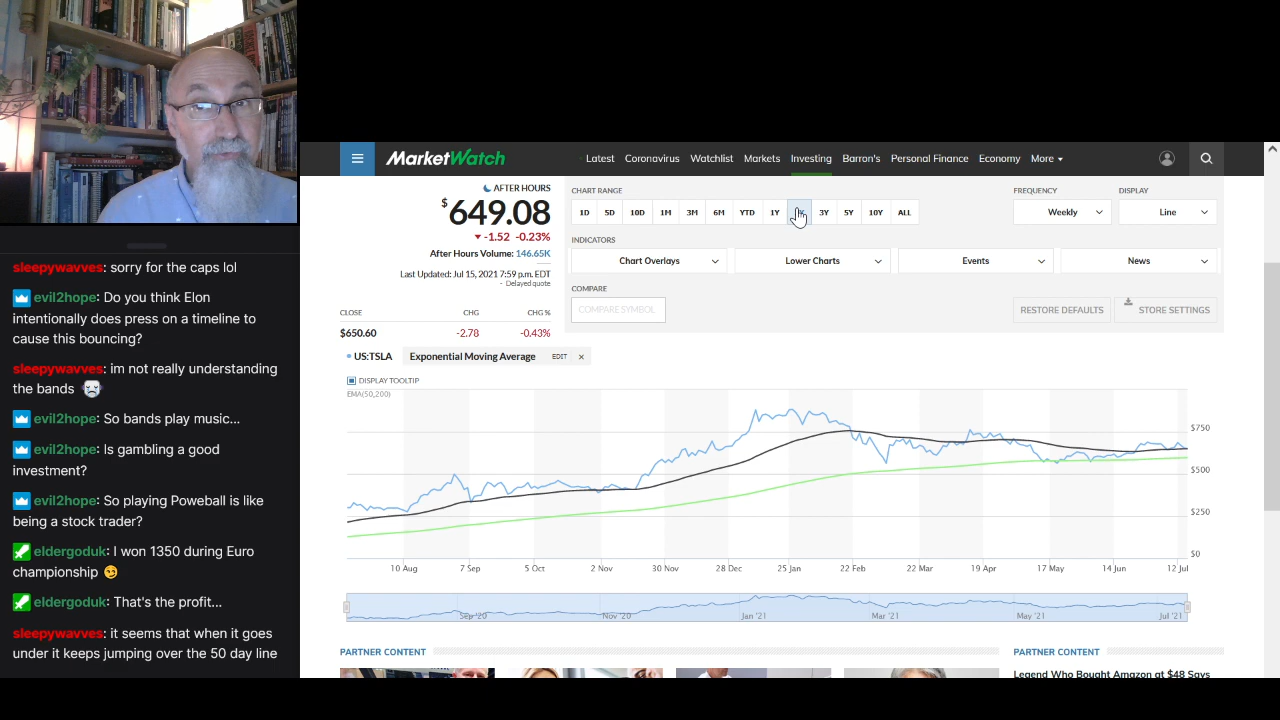 sleepywavves: sorry for the caps lol
evil2hope: Do you think Elon
intentionally does press on a timeline to
cause this bouncing?
sleepywavves: im not really understanding
the bands
evil2hope: So bands play music...
evil2hope: Is gambling a good
investment?
evil2hope: So playing Poweball is like
being a stock trader?
eldergoduk: I won 1350 during Euro
championship
eldergoduk: That's the profit...
sleepywavves: it seems that when it goes
under it keeps jumping over the 50 day line
MarketWatch
Latest Coronavirus Watchlist Markets Investing Barron's Personal Finance Economy More
AFTER HOURS
$649.08
-1.52 -0.23%
After Hours Volume: 146.65K
Last Updated: Jul 15, 2021 7:59 p.m. EDT
Delayed quote
CLOSE CHG CHG %
$650.60 -2.78 -0.43%
CHART RANGE
1D 5D 10D 1M 3M 6M YTD 1Y 3Y 5Y 10Y ALL
FREQUENCY DISPLAY
Weekly Line
INDICATORS
Chart Overlays Lower Charts Events News
COMPARE
COMPARE SYMBOL
RESTORE DEFAULTS STORE SETTINGS
US:TSLA Exponential Moving Average EDIT ×
DISPLAY TOOLTIP
EMA(50,200)
$750
$500
$250
$0
10 Aug 7 Sep 5 Oct 2 Nov 30 Nov 28 Dec 25 Jan 22 Feb 22 Mar 19 Apr 17 May 14 Jun 12 Jul
Sep '20 Nov '20 Jan '21 Mar '21 May '21 Jul '21
PARTNER CONTENT PARTNER CONTENT
Legend Who Bought Amazon at $48 Says